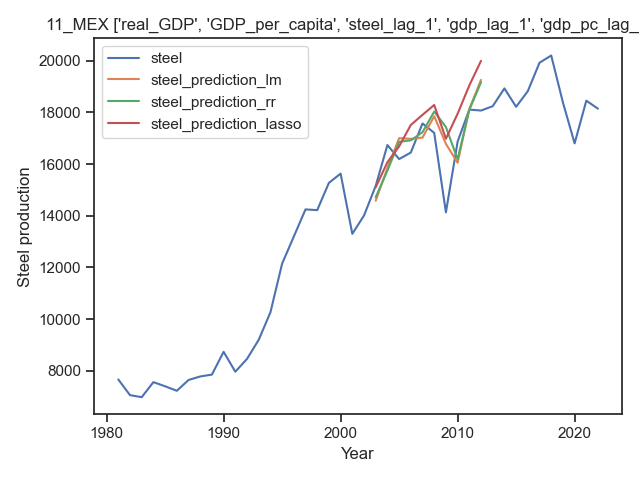 11_MEX ['real_GDP', 'GDP_per_capita', 'steel_lag_1', 'gdp_lag_1', 'gdp_pc_lag_
steel
steel_prediction_lm
steel_prediction_rr
steel_prediction_lasso
20000
18000
16000
14000
12000
10000
8000
Steel production
1980
1990
2000
2010
2020
Year